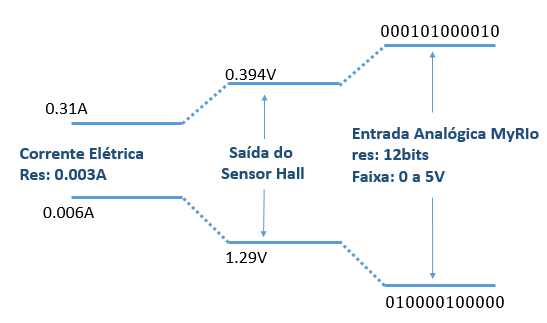 000101000010
0.394V
0.31A
Corrente Elétrica
Res: 0.003A
Saída do
Sensor Hall
Entrada Analógica MyRIo
res: 12bits
Faixa: 0 a 5V
0.006A
1.29V
010000100000